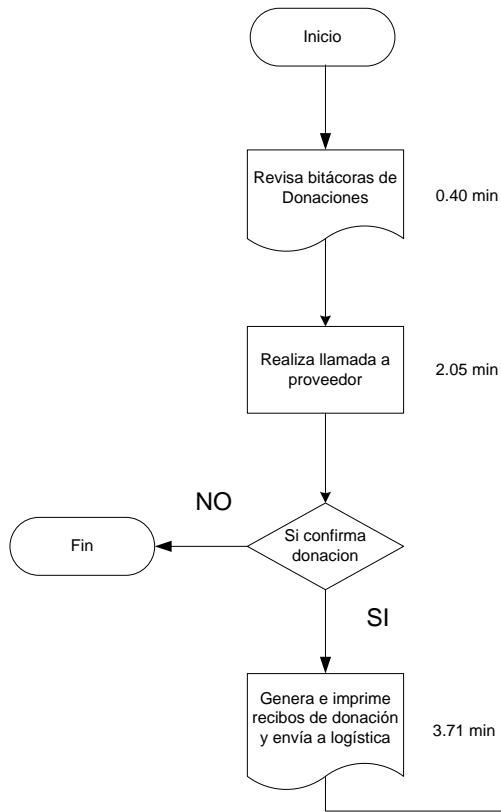 Inicio
Revisa bitácoras de
Donaciones
0.40 min
Realiza llamada a
proveedor
2.05 min
NO
Si confirma
donacion
Fin
SI
Genera e imprime
recibos de donación
y envía a logística
3.71 min